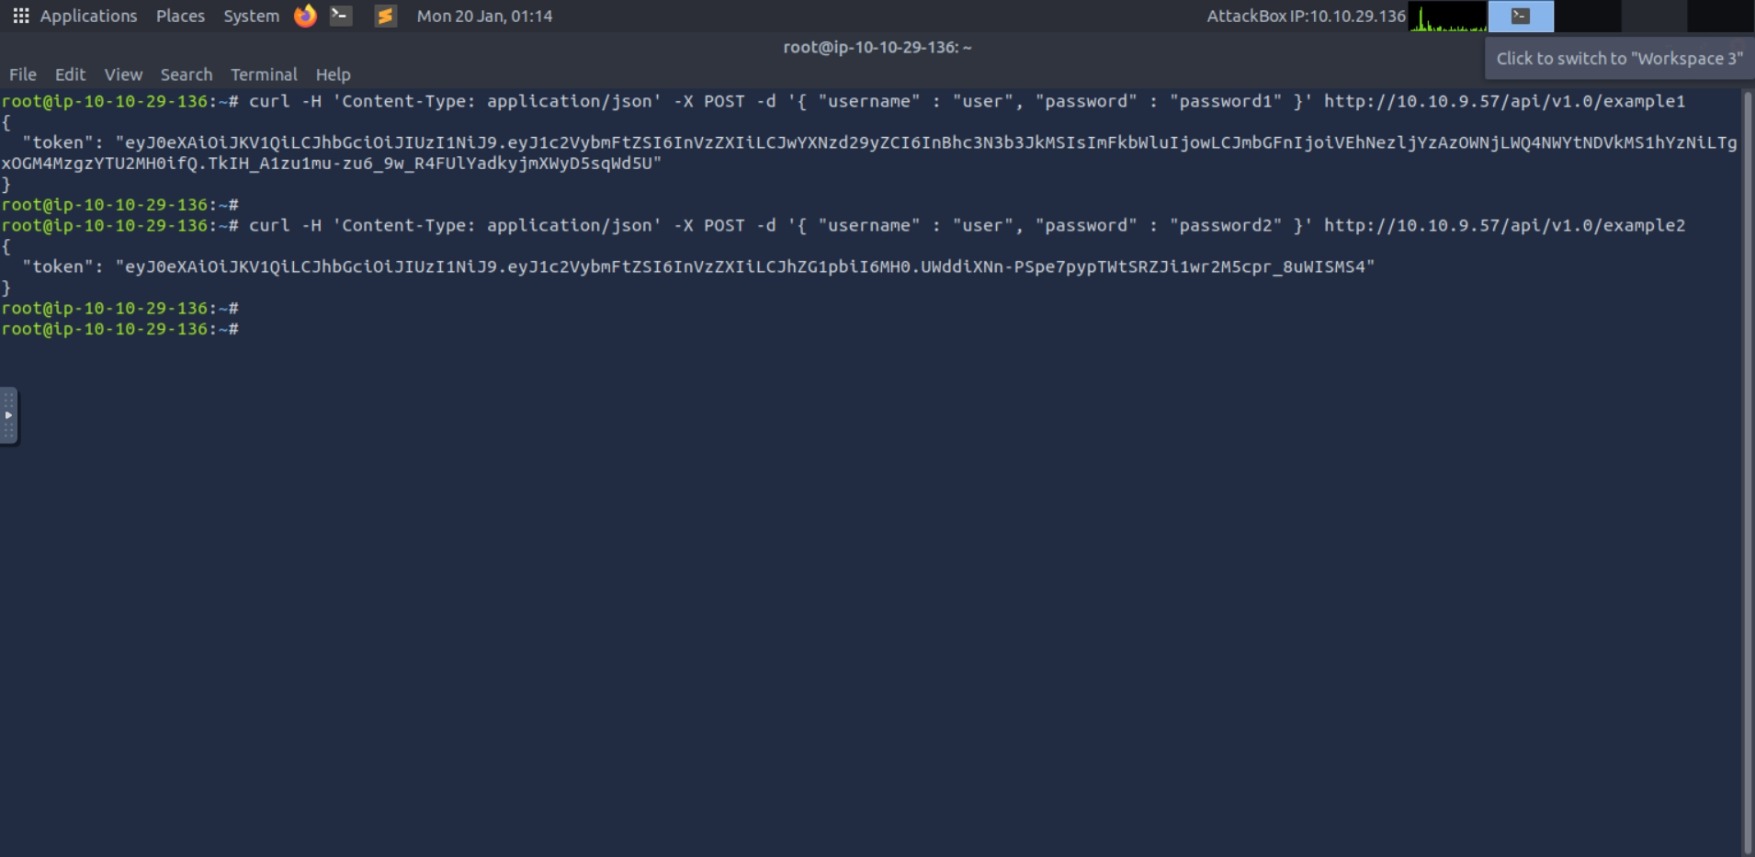 Applications Places System Mon 20 Jan, 01:14 AttackBox IP:10.10.29.136
root@ip-10-10-29-136: ~
Click to switch to "Workspace 3"
File Edit View Search Terminal Help
root@ip-10-10-29-136:~# curl -H 'Content-Type: application/json' -X POST -d '{ "username" : "user", "password" : "password1" }' http://10.10.9.57/api/v1.0/example1
{
  "token": "eyJ0eXAiOiJKV1QiLCJhbGciOiJIUzI1NiJ9.eyJ1c2VybmFtZSI6InVzZXIiLCJwYXNzd29yZCI6InBhc3N3b3JkMSIsImFkbWluIjowLCJmbGFnIjoiVEhNezljYzAzOWNjLWQ4NWYtNDVkMS1hYzNiLTg
xOGM4MzgzYTU2MH0ifQ.TkIH_A1zu1mu-zu6_9w_R4FUlYadkyjmXWyD5sqWd5U"
}
root@ip-10-10-29-136:~#
root@ip-10-10-29-136:~# curl -H 'Content-Type: application/json' -X POST -d '{ "username" : "user", "password" : "password2" }' http://10.10.9.57/api/v1.0/example2
{
  "token": "eyJ0eXAiOiJKV1QiLCJhbGciOiJIUzI1NiJ9.eyJ1c2VybmFtZSI6InVzZXIiLCJhZG1pbiI6MH0.UWddiXNn-PSpe7pypTWtSRZJi1wr2M5cpr_8uWISMS4"
}
root@ip-10-10-29-136:~#
root@ip-10-10-29-136:~#